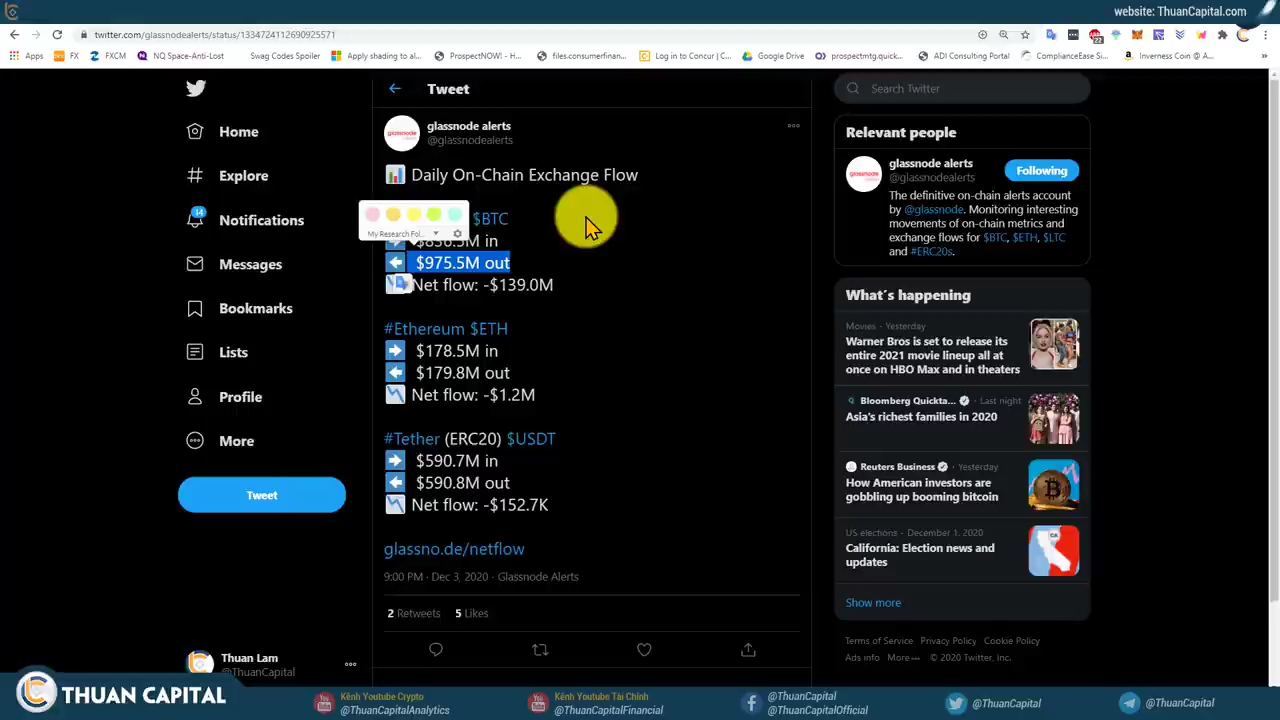 website: ThuanCapital.com
twitter.com/glassnodealerts/status/1334724112690925571
22
Apps
FX
FXCM
NQ Space-Anti-Lost
Swag Codes Spoiler
Apply shading to al...
ProspectNOW! - H...
files.consumerfinan...
Log in to Concur | C...
Google Drive
prospectmtg.quick...
ADI Consulting Portal
ComplianceEase Si...
Inverness Coin @ A...
Home
Explore
14
Notifications
Messages
Bookmarks
Lists
Profile
More
Tweet
Thuan Lam
@ThuanCapital
Tweet
glassnode alerts
@glassnodealerts
Daily On-Chain Exchange Flow
$BTC
My Research Fol...
$836.5M in
$975.5M out
Net flow: -$139.0M
#Ethereum $ETH
$178.5M in
$179.8M out
Net flow: -$1.2M
#Tether (ERC20) $USDT
$590.7M in
$590.8M out
Net flow: -$152.7K
glassno.de/netflow
9:00 PM · Dec 3, 2020 · Glassnode Alerts
2 Retweets 5 Likes
Search Twitter
Relevant people
glassnode alerts
@glassnodealerts
Following
The definitive on-chain alerts account
by @glassnode. Monitoring interesting
movements of on-chain metrics and
exchange flows for $BTC, $ETH, $LTC
and #ERC20s.
What's happening
Movies · Yesterday
Warner Bros is set to release its
entire 2021 movie lineup all at
once on HBO Max and in theaters
Bloomberg Quickta... · Last night
Asia's richest families in 2020
Reuters Business · Yesterday
How American investors are
gobbling up booming bitcoin
US elections · December 1, 2020
California: Election news and
updates
Show more
Terms of Service Privacy Policy Cookie Policy
Ads info More... © 2020 Twitter, Inc.
THUAN CAPITAL
Kênh Youtube Crypto
@ThuanCapitalAnalytics
Kênh Youtube Tài Chính
@ThuanCapitalFinancial
@ThuanCapital
@ThuanCapitalOfficial
@ThuanCapital
@ThuanCapital